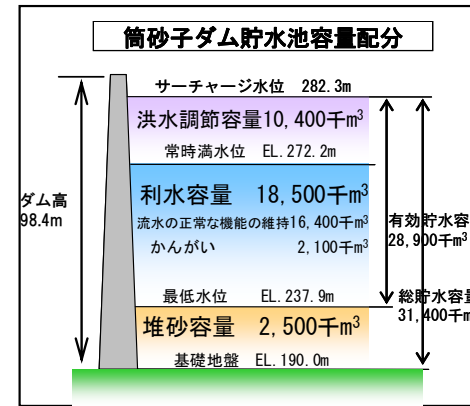 筒砂子ダム貯水池容量配分
サーチャージ水位 282.3m
洪水調節容量10,400千m³
常時満水位 EL.272.2m
利水容量 18,500千m³
流水の正常な機能の維持16,400千m³
かんがい 2,100千m³
最低水位 EL.237.9m
堆砂容量 2,500千m³
基礎地盤 EL.190.0m
ダム高
98.4m
有効貯水容
28,900千m³
総貯水容量
31,400千m